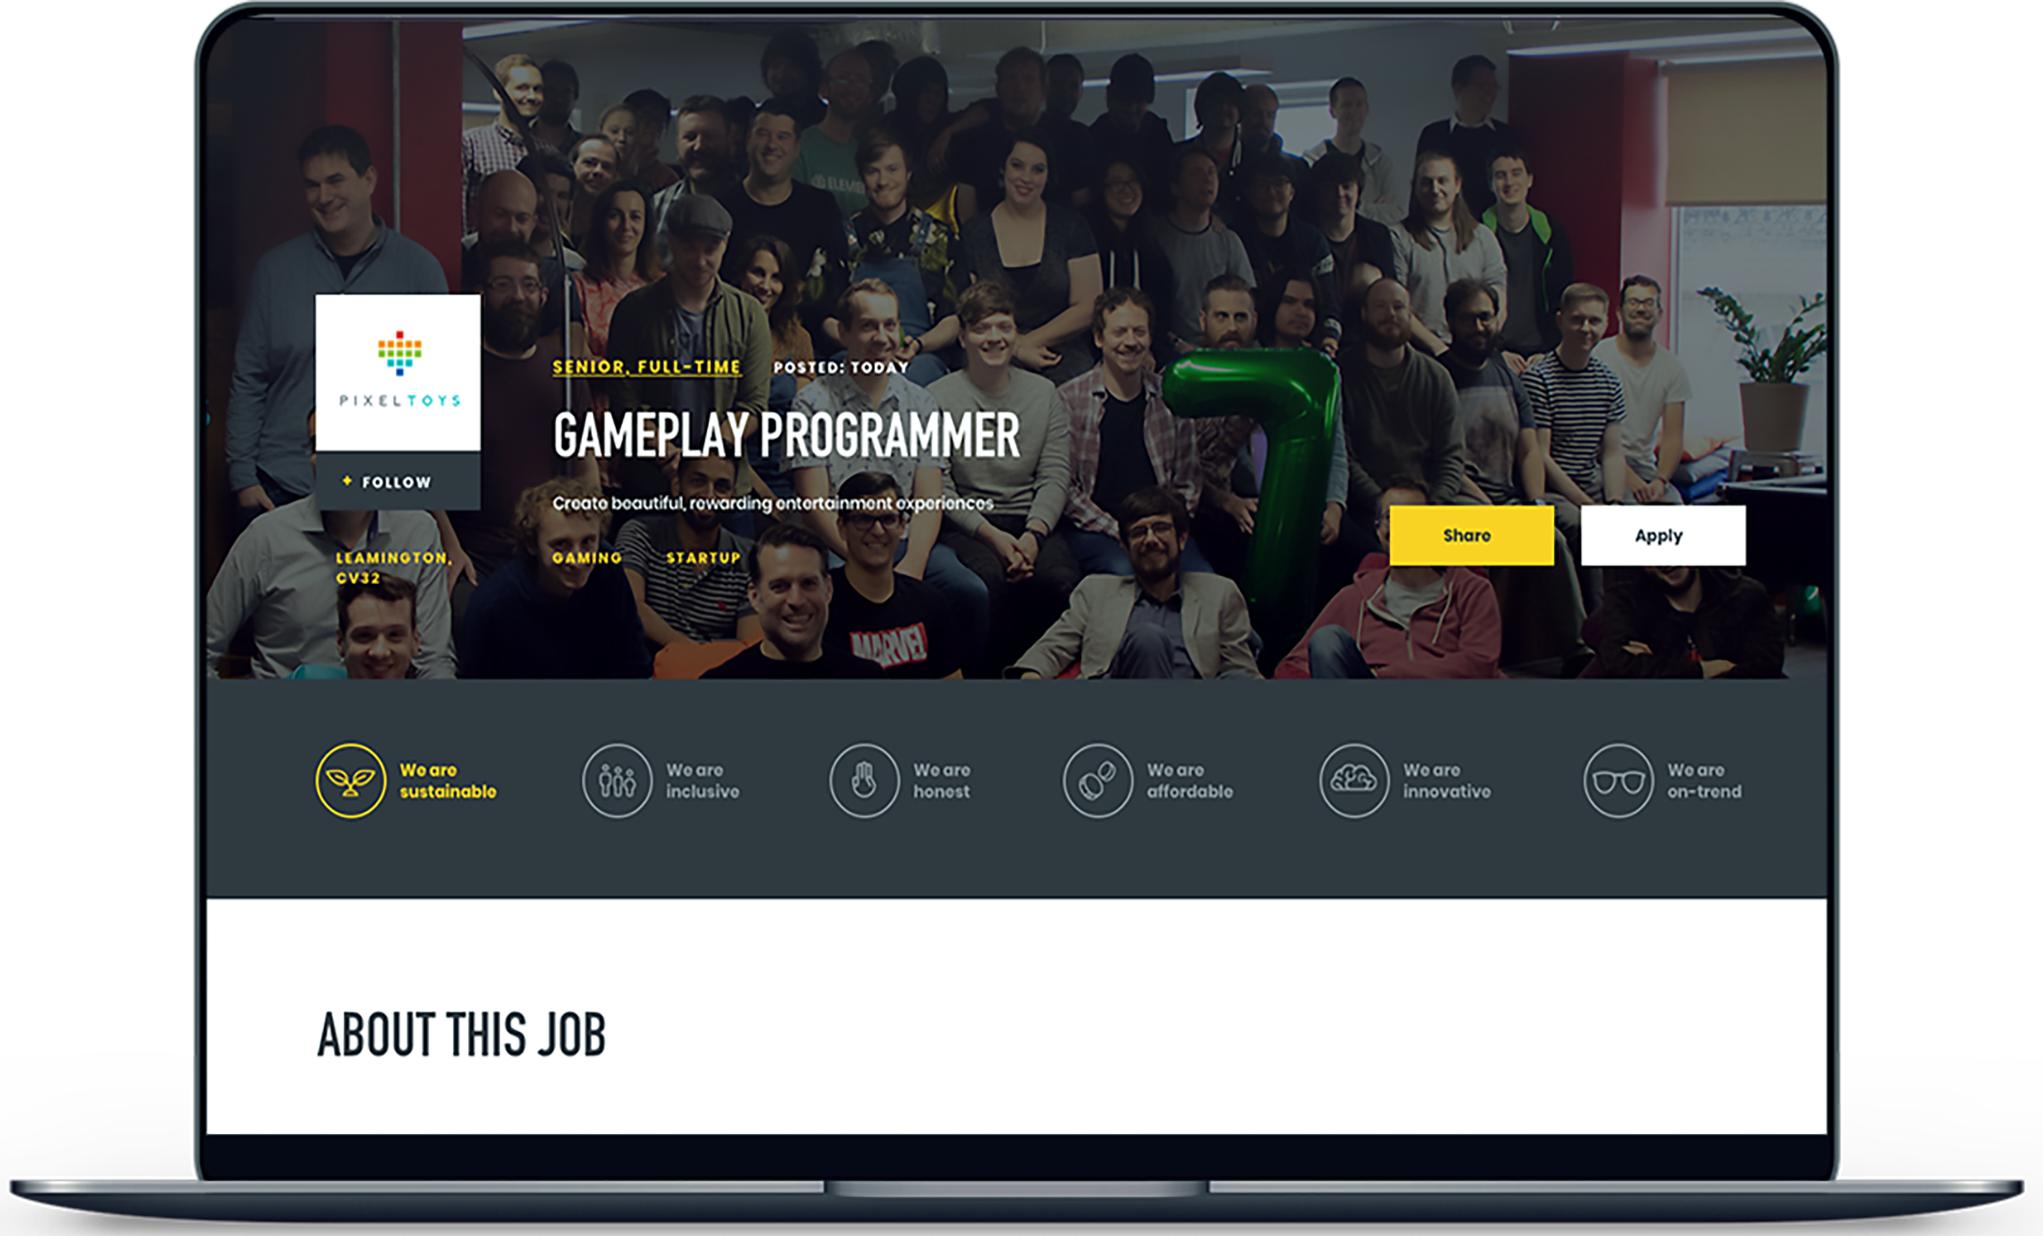 ELEME
PIXELTOYS
+ FOLLOW
LEAMINGTON,
CV32
SENIOR, FULL-TIME
POSTED: TODAY
GAMEPLAY PROGRAMMER
Create beautiful, rewarding entertainment experiences
GAMING
STARTUP
MARVEL
Share
Apply
We are
sustainable
We are
inclusive
We are
honest
We are
affordable
We are
innovative
We are
on-trend
ABOUT THIS JOB